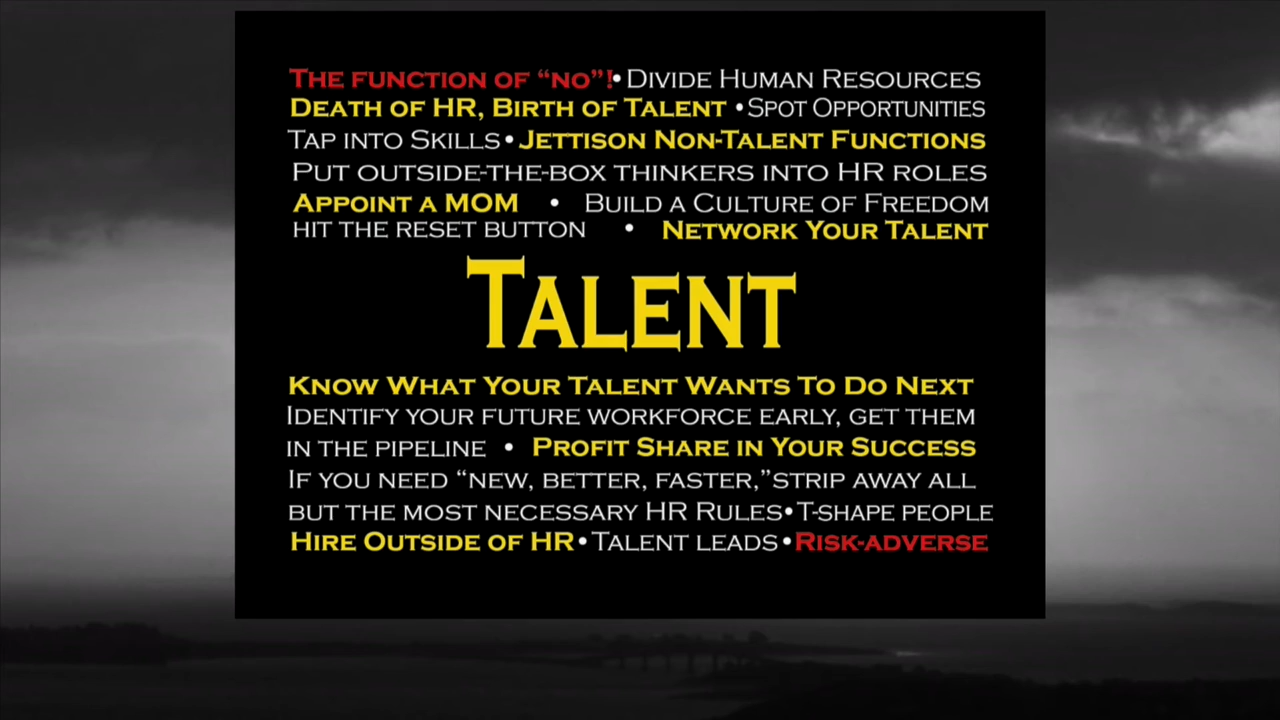 The function of “no”!• Divide Human Resources
Death of HR, Birth of Talent • Spot Opportunities
Tap into Skills • Jettison Non-Talent Functions
Put outside-the-box thinkers into HR roles
Appoint a MOM • Build a Culture of Freedom
hit the reset button • Network Your Talent
Talent
Know What Your Talent Wants To Do Next
Identify your future workforce early, get them
in the pipeline • Profit Share in Your Success
If you need “new, better, faster,”strip away all
but the most necessary HR Rules•T-shape people
Hire Outside of HR•Talent leads•Risk-adverse